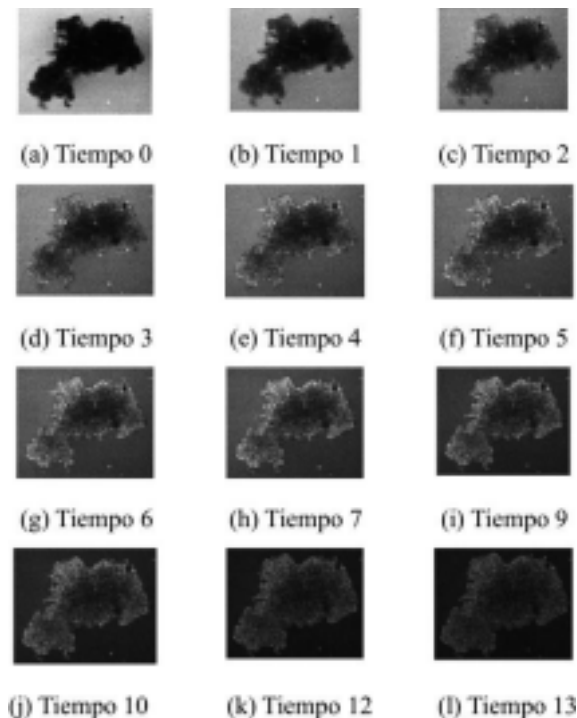 (a) Tiempo 0 (b) Tiempo 1 (c) Tiempo 2
(d) Tiempo 3 (e) Tiempo 4 (f) Tiempo 5
(g) Tiempo 6 (h) Tiempo 7 (i) Tiempo 9
(j) Tiempo 10 (k) Tiempo 12 (l) Tiempo 13